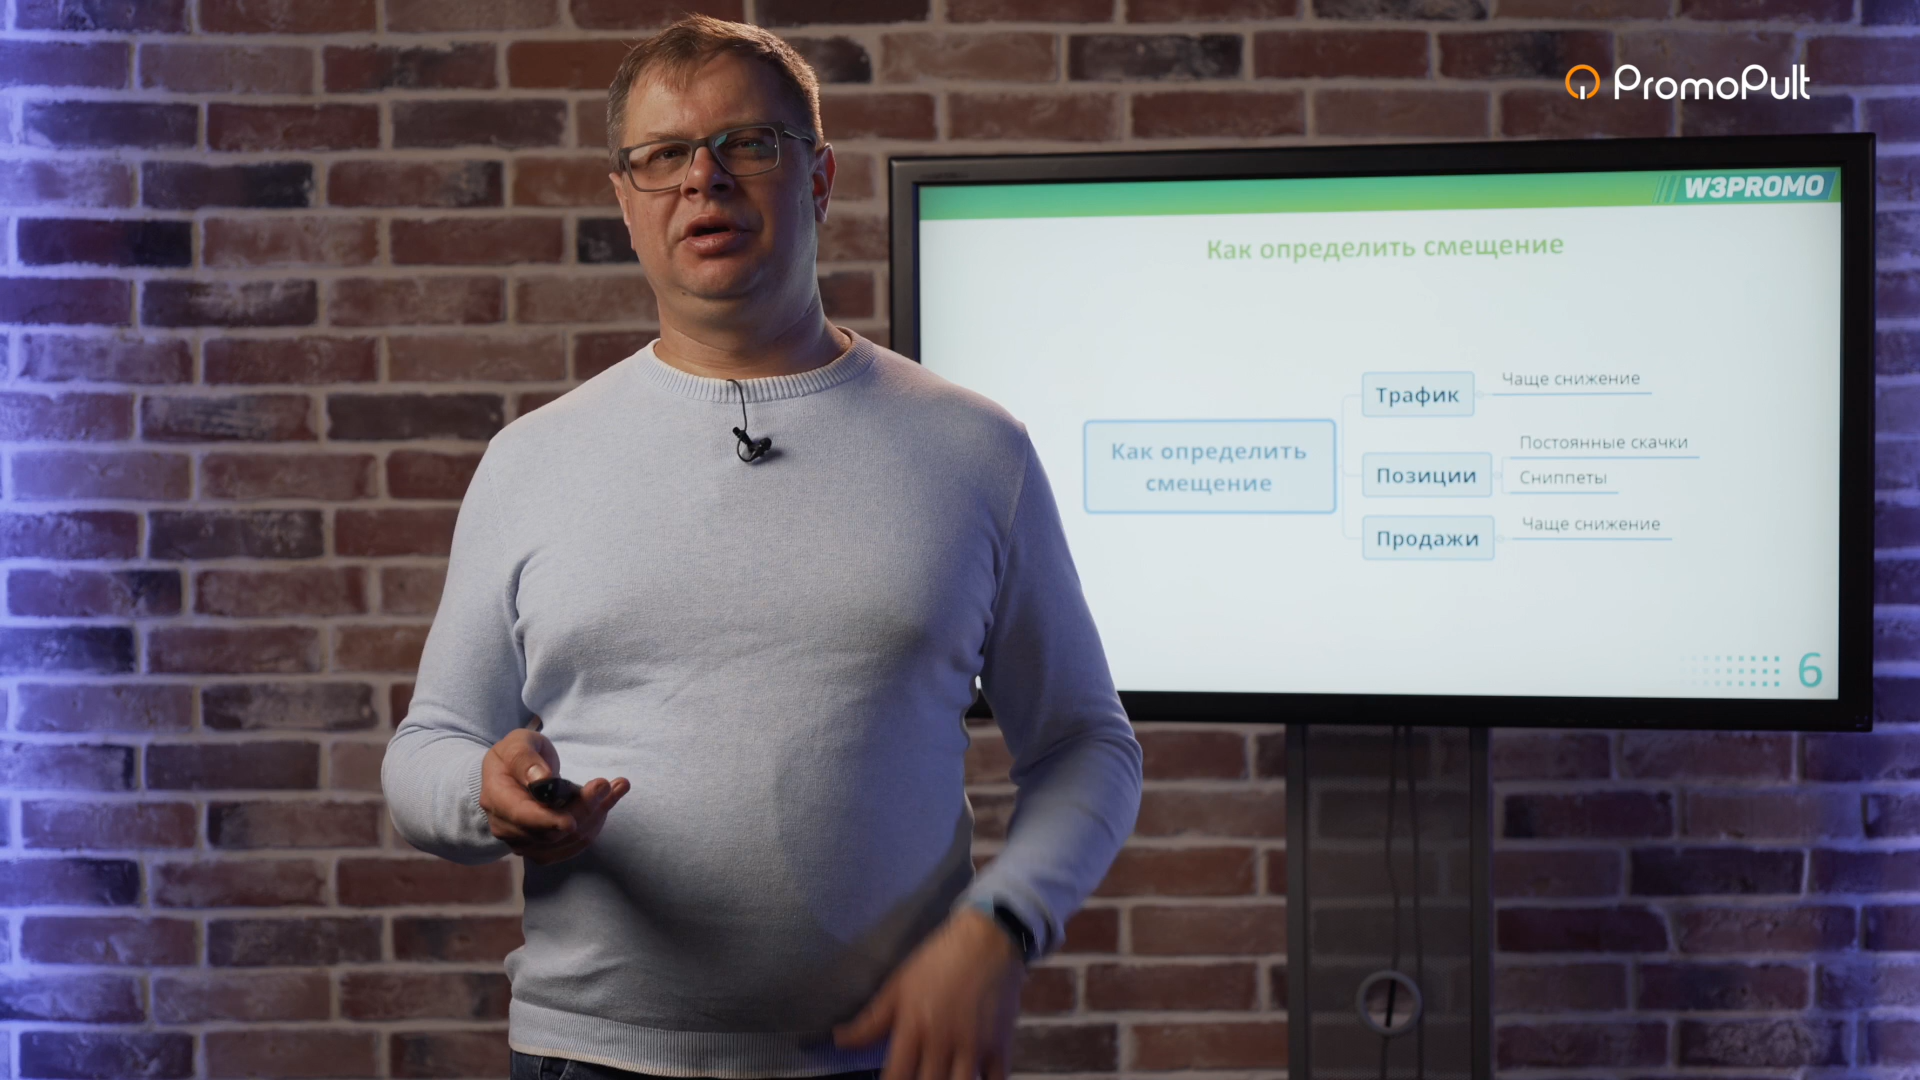 PromoPult
W3PROMO
Как определить смещение
Как определить
смещение
Трафик
Чаще снижение
Позиции
Постоянные скачки
Сниппеты
Продажи
Чаще снижение
6